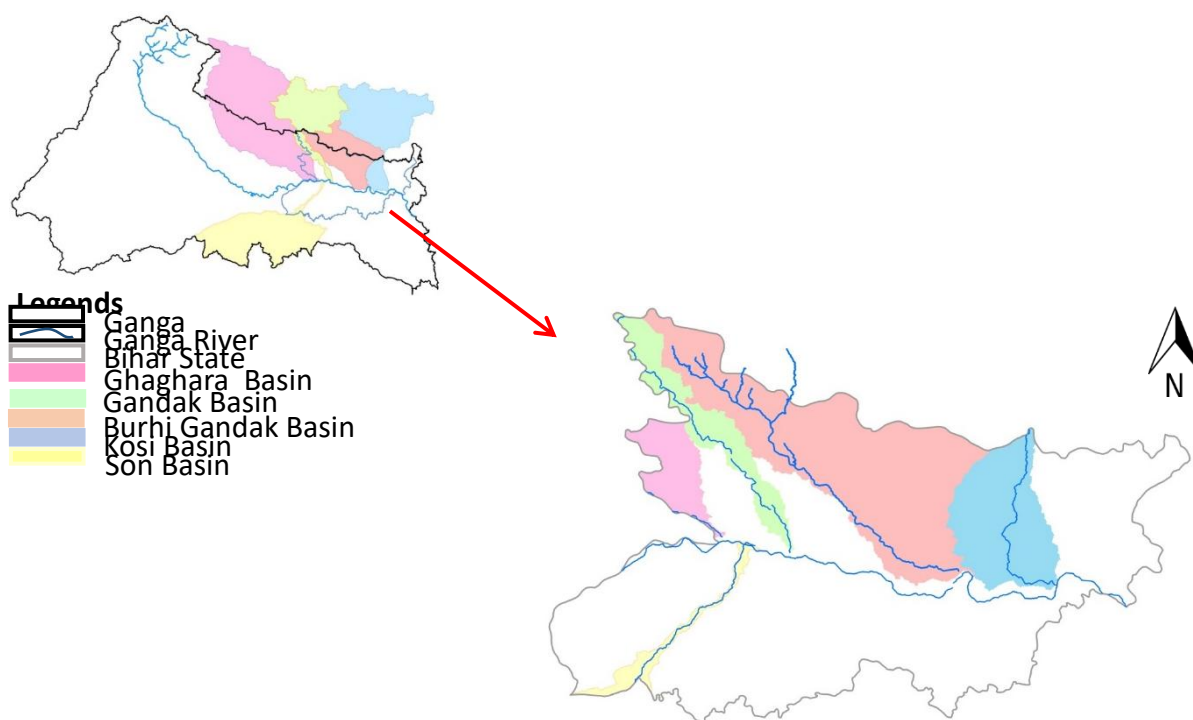 Legends
Ganga
Ganga River
Bihar State
Ghaghara Basin
Gandak Basin
Burhi Gandak Basin
Kosi Basin
Son Basin
N